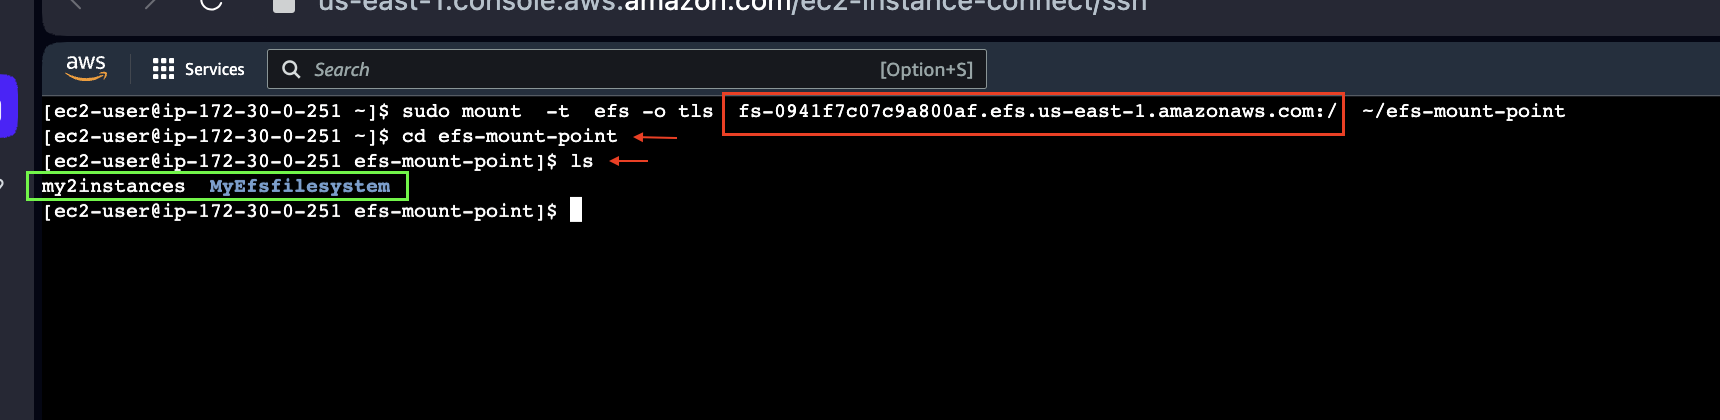 us-east-1.console.aws.amazon.com/ec2-instance-connect/ssh
aws Services Search [Option+S]
[ec2-user@ip-172-30-0-251 ~]$ sudo mount  -t  efs -o tls  fs-0941f7c07c9a800af.efs.us-east-1.amazonaws.com:/  ~/efs-mount-point
[ec2-user@ip-172-30-0-251 ~]$ cd efs-mount-point
[ec2-user@ip-172-30-0-251 efs-mount-point]$ ls
my2instances  MyEfsfilesystem
[ec2-user@ip-172-30-0-251 efs-mount-point]$